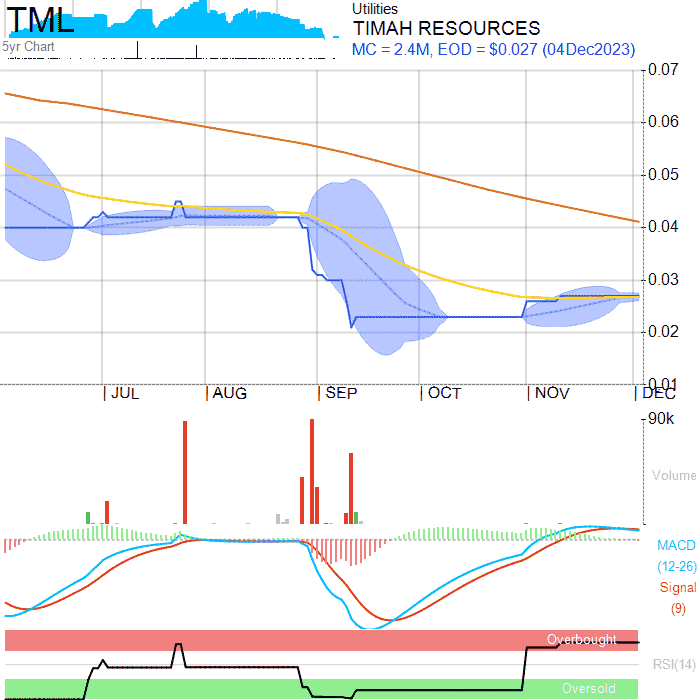 TML
5yr Chart
Utilities
TIMAH RESOURCES
MC = 2.4M, EOD = $0.027 (04Dec2023)
0.07
0.06
0.05
0.04
0.03
0.02
0.01
JUL
AUG
SEP
OCT
NOV
DEC
90k
Volume
MACD
(12-26)
Signal
(9)
Overbought
RSI(14)
Oversold